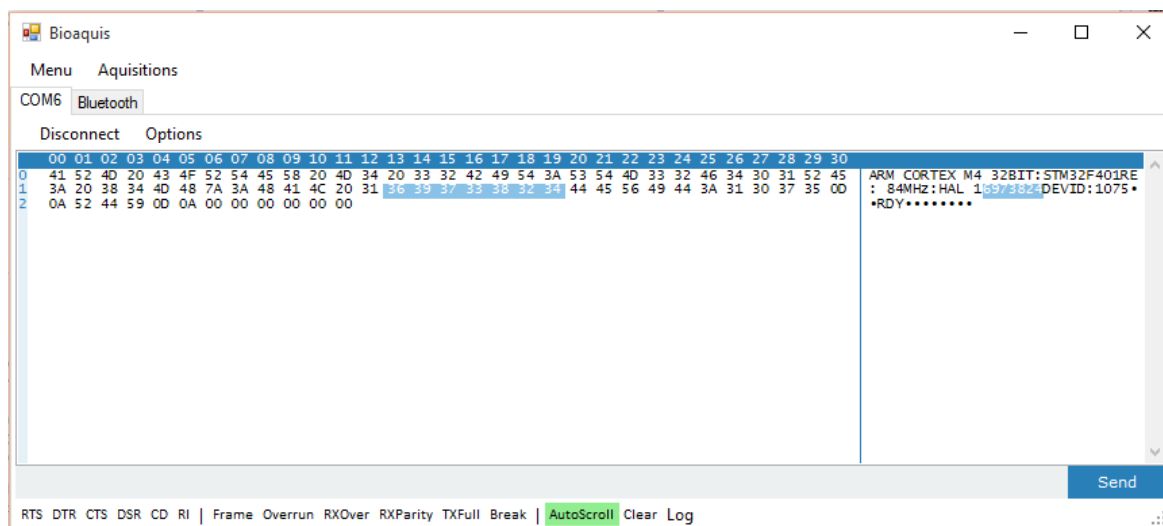 Bioaquis
Menu Aquisitions
COM6 Bluetooth
Disconnect Options
00 01 02 03 04 05 06 07 08 09 10 11 12 13 14 15 16 17 18 19 20 21 22 23 24 25 26 27 28 29 30
0 41 52 4D 20 43 4F 52 54 45 58 20 4D 34 20 33 32 42 49 54 3A 53 54 4D 33 32 46 34 30 31 52 45 ARM CORTEX M4 32BIT:STM32F401RE
1 3A 20 38 34 4D 48 7A 3A 48 41 4C 20 31 36 39 37 33 38 32 34 44 45 56 49 44 3A 31 30 37 35 0D : 84MHz:HAL 16973824DEVID:1075•
2 0A 52 44 59 0D 0A 00 00 00 00 00 00 •RDY••••••••
Send
RTS DTR CTS DSR CD RI | Frame Overrun RXOver RXParity TXFull Break | AutoScroll Clear Log